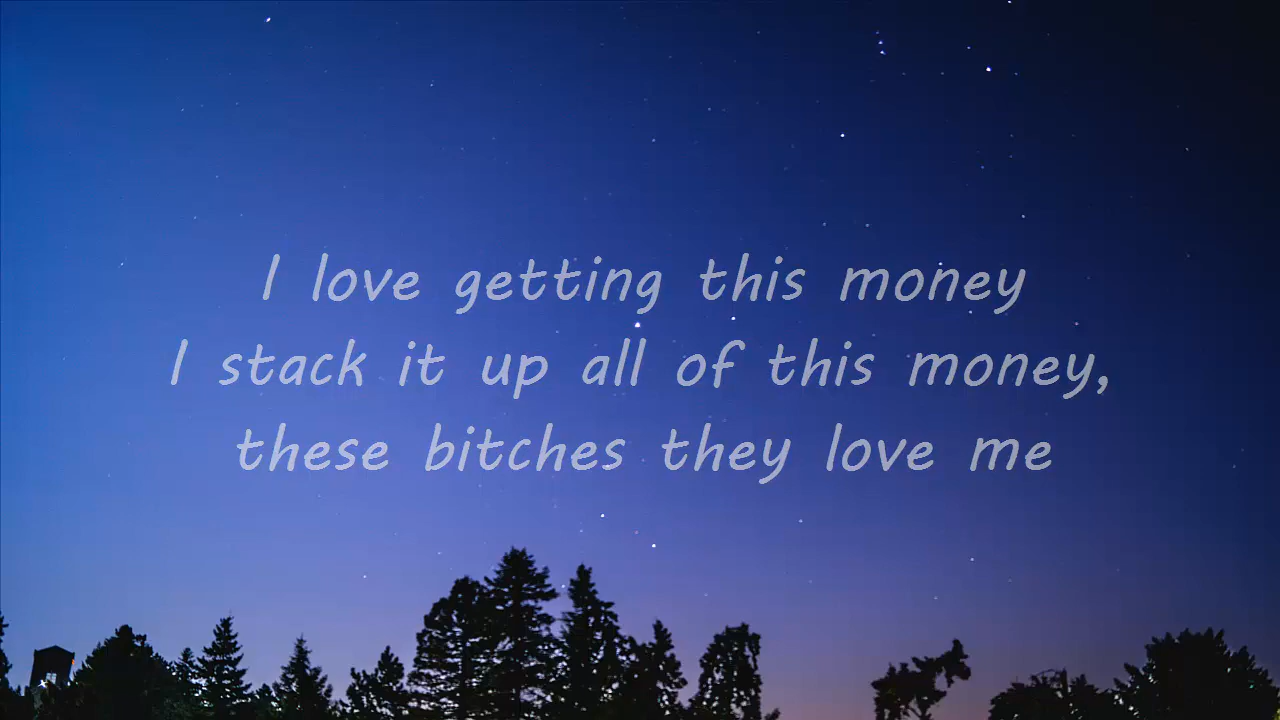 I love getting this money
I stack it up all of this money,
these bitches they love me